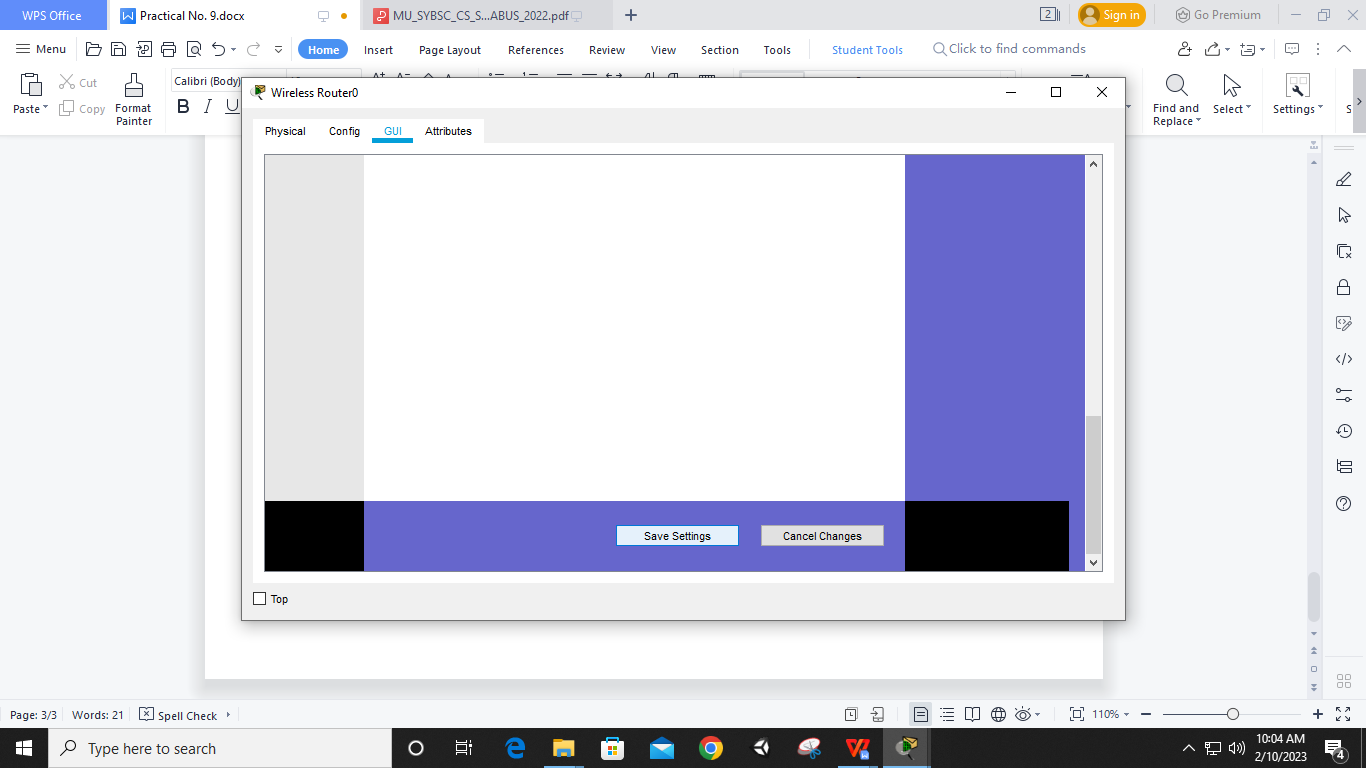 WPS Office
Practical No. 9.docx
MU_SYBSC_CS_S...ABUS_2022.pdf
2
Sign in
Go Premium
Menu
Home
Insert
Page Layout
References
Review
View
Section
Tools
Student Tools
Click to find commands
Paste
Cut
Copy
Format
Painter
Calibri (Body)
B I U
Find and
Replace
Select
Settings
Wireless Router0
Physical
Config
GUI
Attributes
Save Settings
Cancel Changes
Top
Page: 3/3
Words: 21
Spell Check
110%
Type here to search
10:04 AM
2/10/2023
4